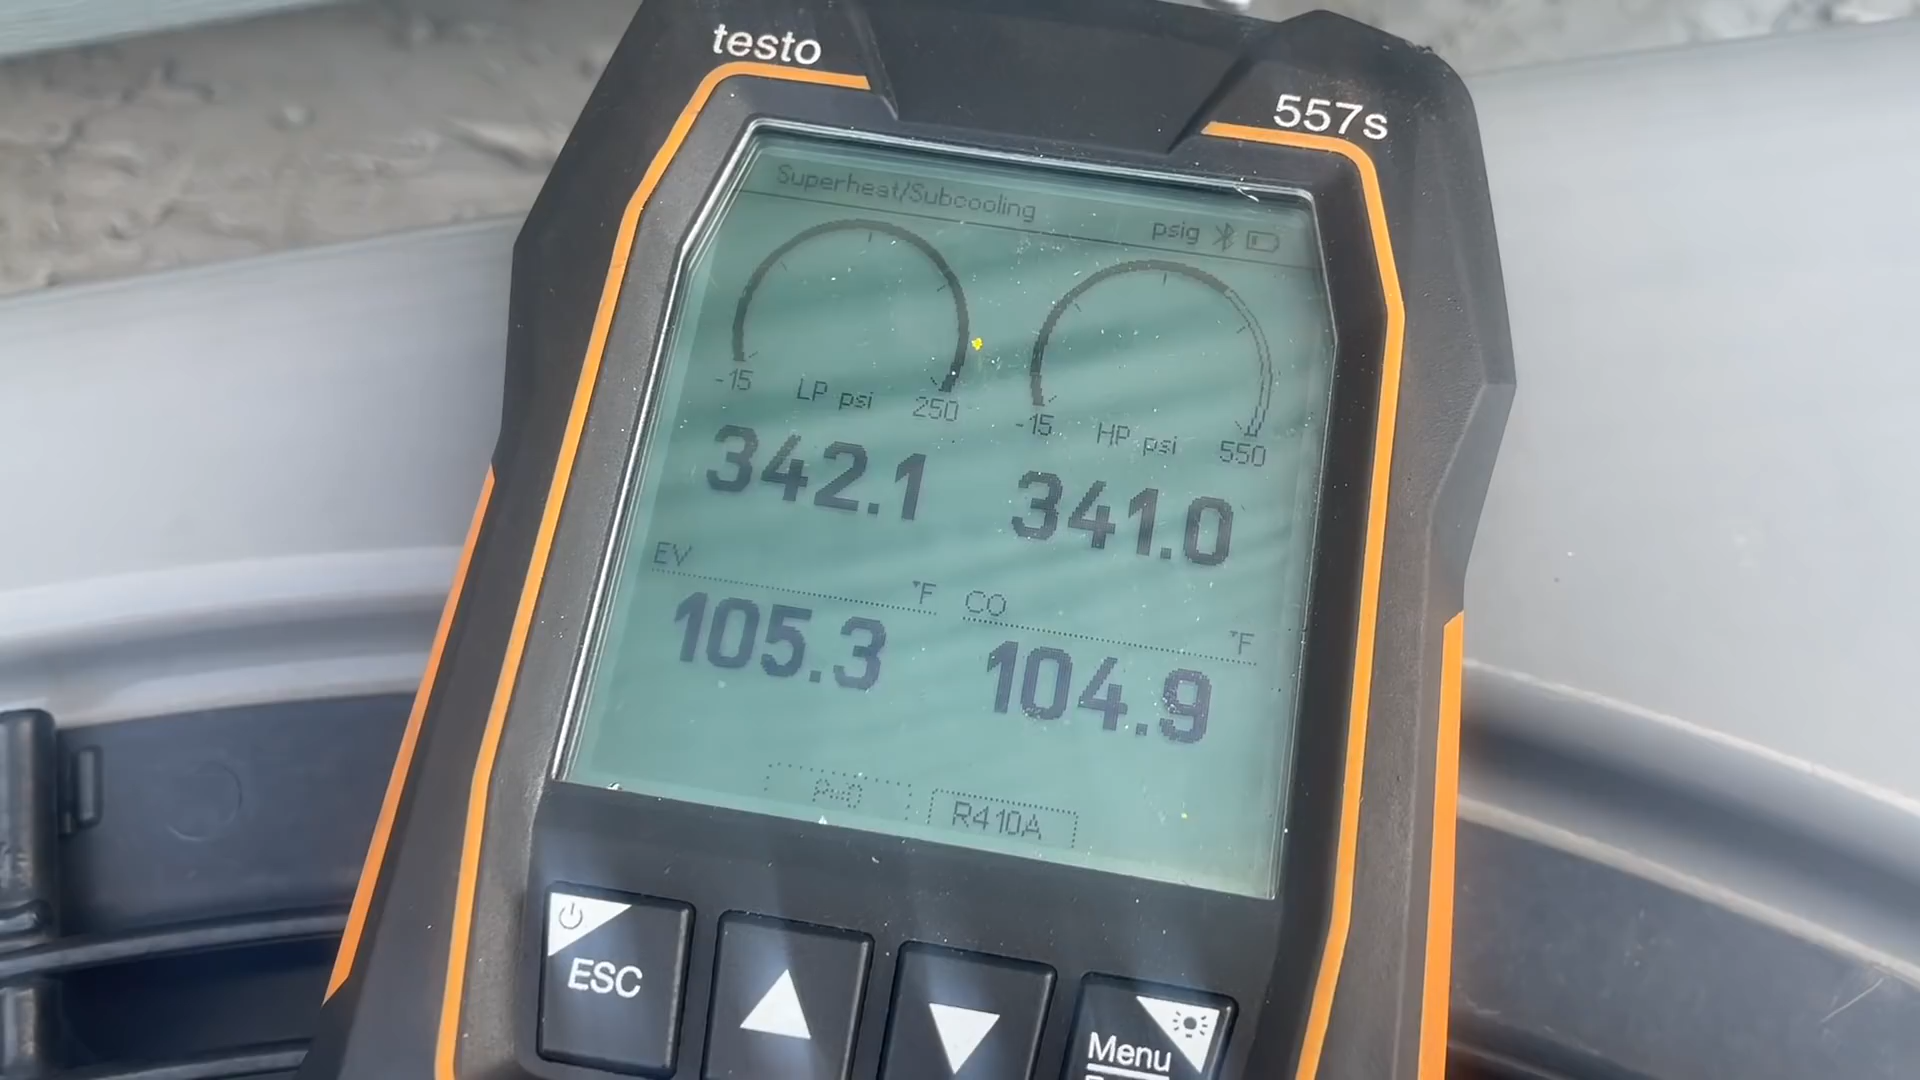 testo
557s
Superheat/Subcooling
psig
-15 LP psi 250
-15 HP psi 550
342.1
341.0
EV °F
CO °F
105.3
104.9
P=0
R410A
ESC
Menu